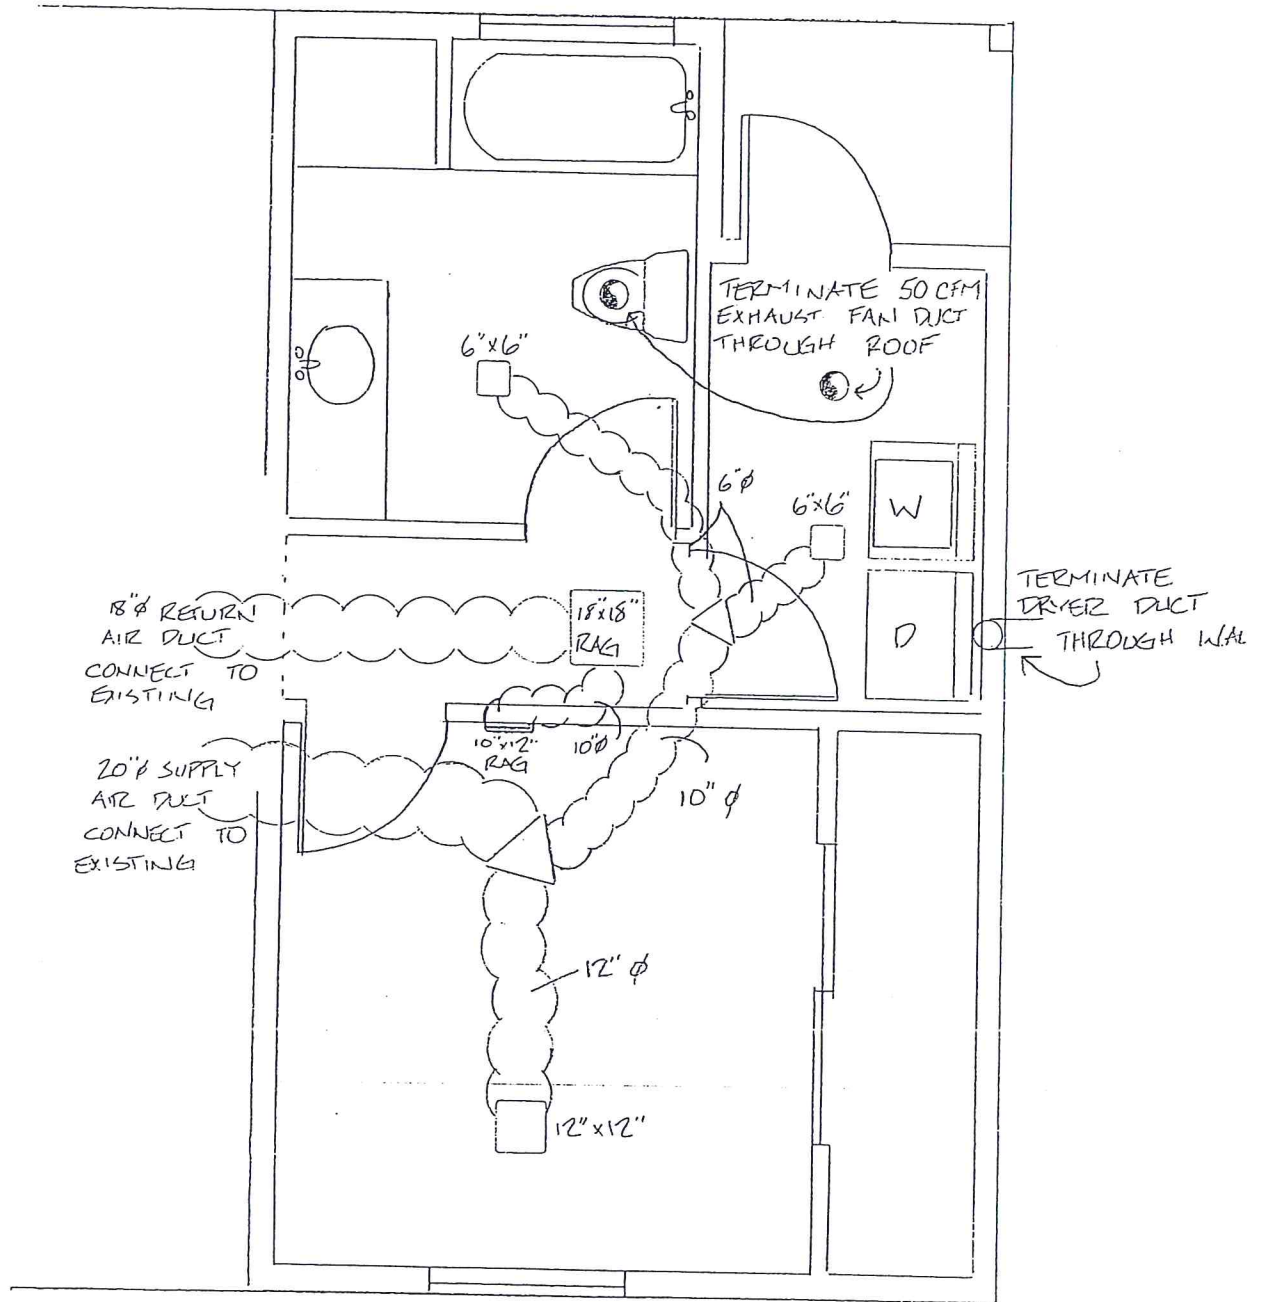 TERMINATE 50 CFM
EXHAUST FAN DUCT
THROUGH ROOF
6"x6"
6"φ
6"x6"
W
18"φ RETURN
AIR DUCT
CONNECT TO
EXISTING
18"x18"
RAG
D
TERMINATE
DRYER DUCT
THROUGH WAL
10"x12"
RAG
10"φ
20"φ SUPPLY
AIR DUCT
CONNECT TO
EXISTING
10" φ
12" φ
12"x12"